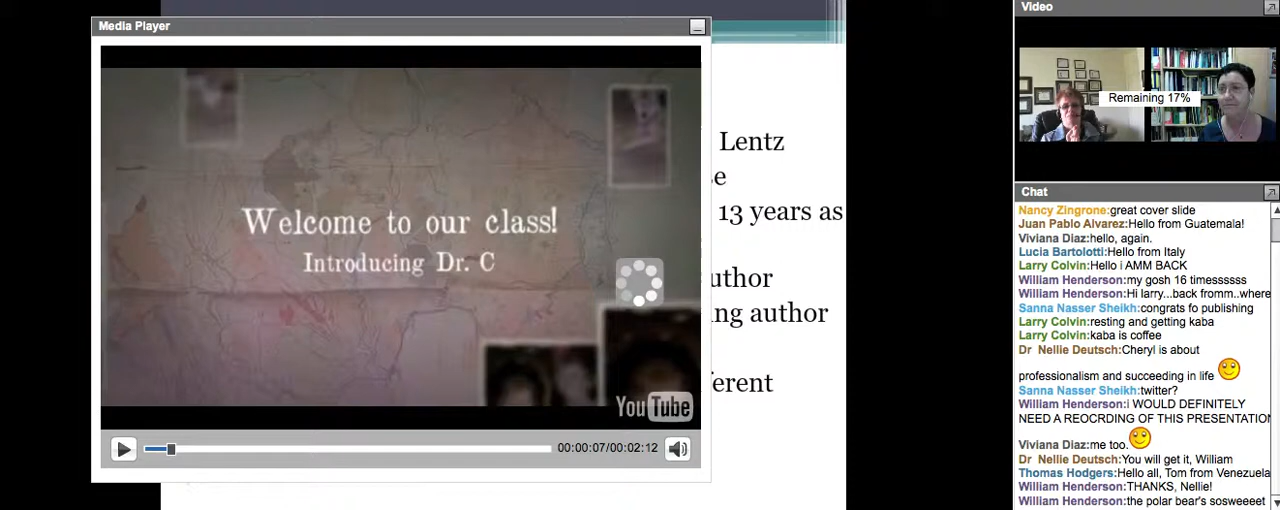 Media Player
Welcome to our class!
Introducing Dr. C
YouTube
00:00:07/00:02:12
Lentz
13 years as
author
ing author
ferent
Video
Remaining 17%
Chat
Nancy Zingrone:great cover slide
Juan Pablo Alvarez:Hello from Guatemala!
Viviana Diaz:hello, again.
Lucia Bartolotti:Hello from Italy
Larry Colvin:Hello i AMM BACK
William Henderson:my gosh 16 timessssss
William Henderson:Hi larry...back fromm..where
Sanna Nasser Sheikh:congrats fo publishing
Larry Colvin:resting and getting kaba
Larry Colvin:kaba is coffee
Dr Nellie Deutsch:Cheryl is about
professionalism and succeeding in life
Sanna Nasser Sheikh:twitter?
William Henderson:i WOULD DEFINITELY
NEED A REOCRDING OF THIS PRESENTATION
Viviana Diaz:me too.
Dr Nellie Deutsch:You will get it, William
Thomas Hodgers:Hello all, Tom from Venezuela
William Henderson:THANKS, Nellie!
William Henderson:the polar bear's sosweeeet